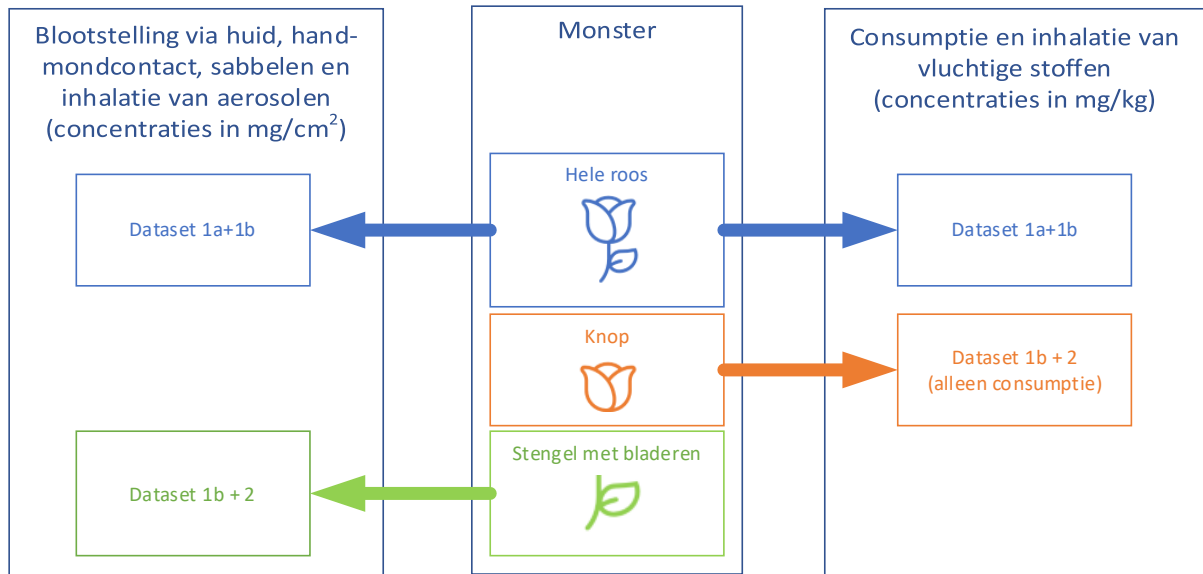 Blootstelling via huid, hand-
mondcontact, sabbelen en
inhalatie van aerosolen
(concentraties in mg/cm²)
Dataset 1a+1b
Dataset 1b + 2
Monster
Hele roos
Knop
Stengel met bladeren
Consumptie en inhalatie van
vluchtige stoffen
(concentraties in mg/kg)
Dataset 1a+1b
Dataset 1b + 2
(alleen consumptie)